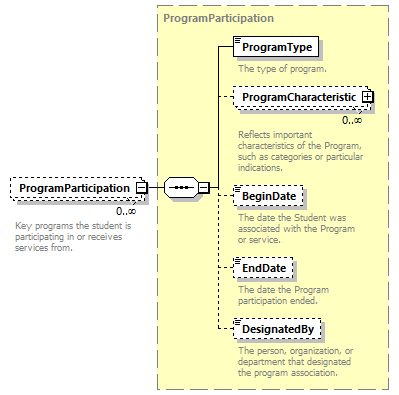 ProgramParticipation
ProgramType
The type of program.
ProgramCharacteristic
0..∞
Reflects important
characteristics of the Program,
such as categories or particular
indications.
ProgramParticipation
0..∞
Key programs the student is
participating in or receives
services from.
BeginDate
The date the Student was
associated with the Program
or service.
EndDate
The date the Program
participation ended.
DesignatedBy
The person, organization, or
department that designated
the program association.